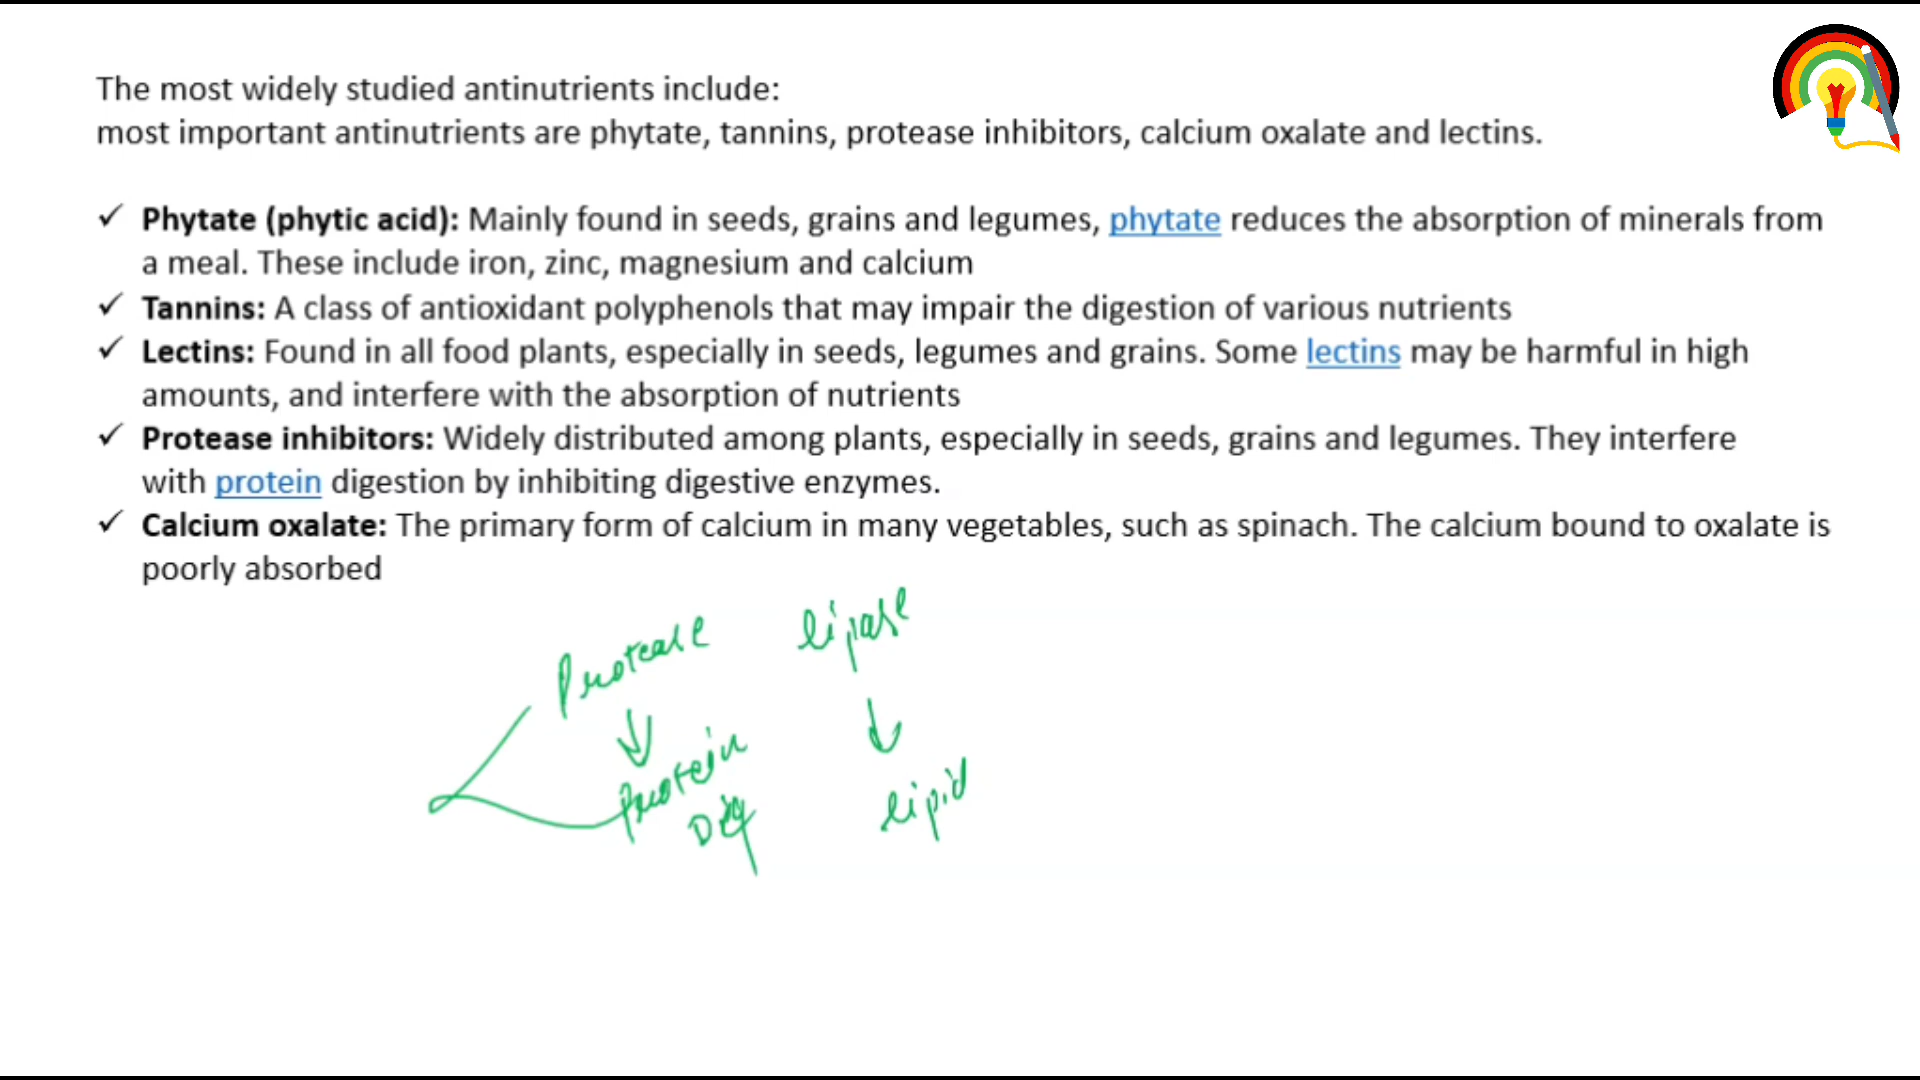 The most widely studied antinutrients include:
most important antinutrients are phytate, tannins, protease inhibitors, calcium oxalate and lectins.
✓ Phytate (phytic acid): Mainly found in seeds, grains and legumes, phytate reduces the absorption of minerals from
a meal. These include iron, zinc, magnesium and calcium
✓ Tannins: A class of antioxidant polyphenols that may impair the digestion of various nutrients
✓ Lectins: Found in all food plants, especially in seeds, legumes and grains. Some lectins may be harmful in high
amounts, and interfere with the absorption of nutrients
✓ Protease inhibitors: Widely distributed among plants, especially in seeds, grains and legumes. They interfere
with protein digestion by inhibiting digestive enzymes.
✓ Calcium oxalate: The primary form of calcium in many vegetables, such as spinach. The calcium bound to oxalate is
poorly absorbed
Protease lipase
Protein lipid
Dig